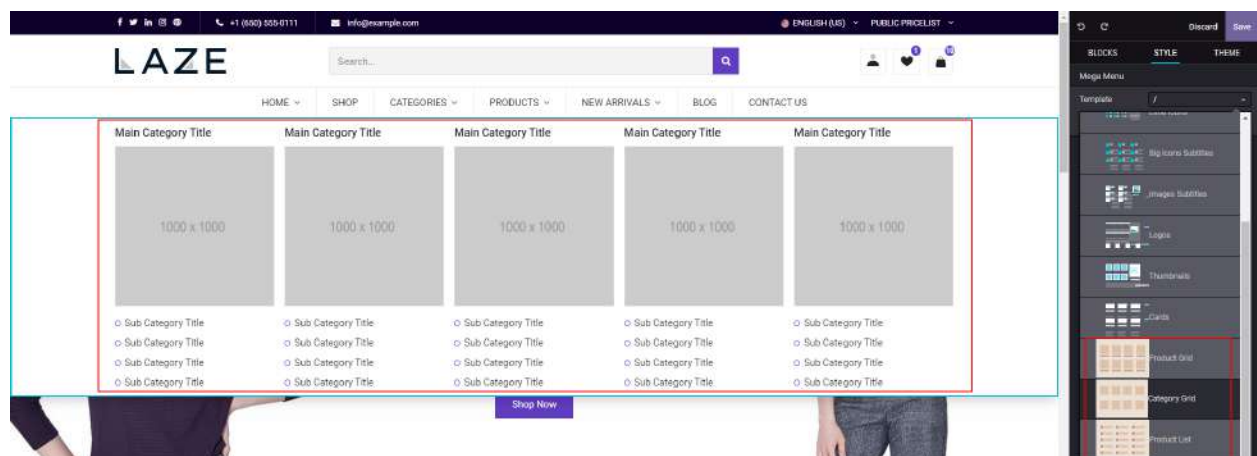 +1 (650) 555-0111 info@example.com ENGLISH (US) PUBLIC PRICELIST
Discard Save
LAZE Search... 1
BLOCKS STYLE THEME
Mega Menu
HOME SHOP CATEGORIES PRODUCTS NEW ARRIVALS BLOG CONTACT US
Template /
Main Category Title Main Category Title Main Category Title Main Category Title Main Category Title
1000 x 1000 1000 x 1000 1000 x 1000 1000 x 1000 1000 x 1000
Sub Category Title Sub Category Title Sub Category Title Sub Category Title Sub Category Title
Sub Category Title Sub Category Title Sub Category Title Sub Category Title Sub Category Title
Sub Category Title Sub Category Title Sub Category Title Sub Category Title Sub Category Title
Sub Category Title Sub Category Title Sub Category Title Sub Category Title Sub Category Title
Shop Now
Big Icons Subtitles
Images Subtitles
Logos
Thumbnails
Cards
Product Grid
Category Grid
Product List